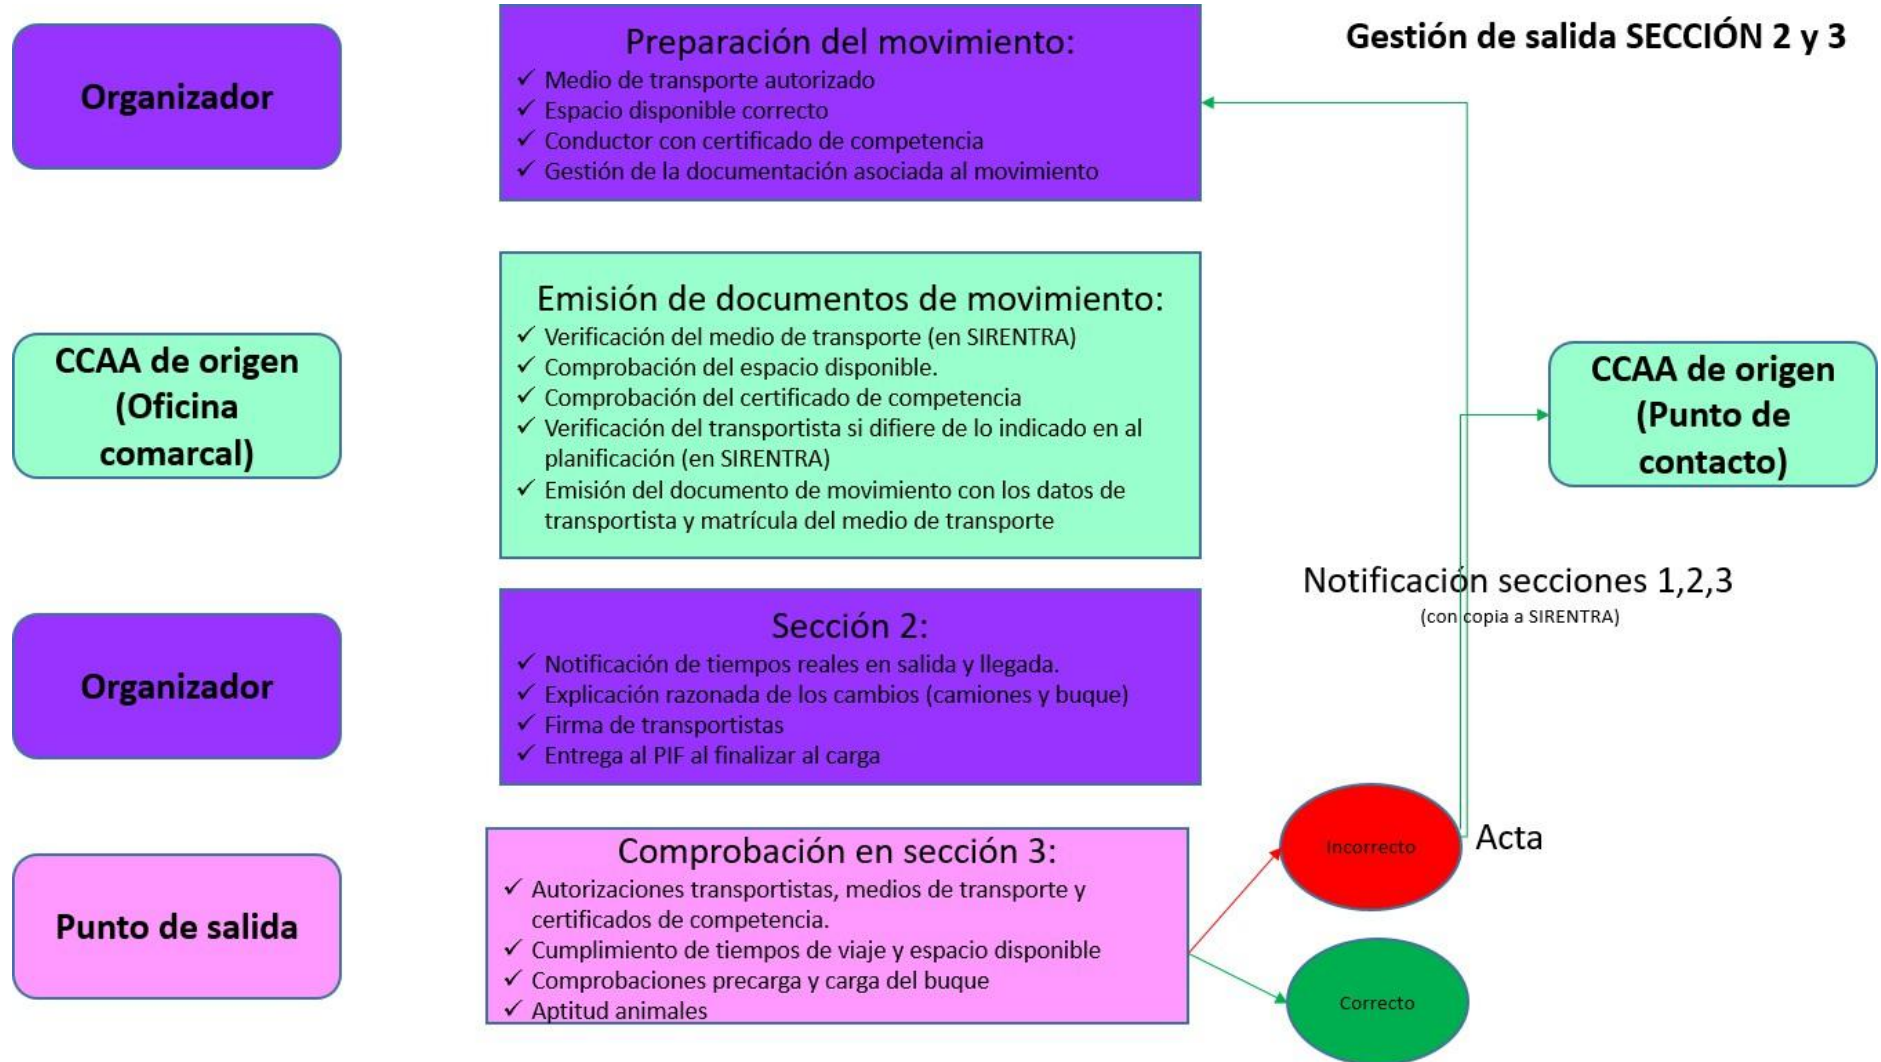 Gestión de salida SECCIÓN 2 y 3
Organizador
Preparación del movimiento:
✓ Medio de transporte autorizado
✓ Espacio disponible correcto
✓ Conductor con certificado de competencia
✓ Gestión de la documentación asociada al movimiento
CCAA de origen
(Oficina
comarcal)
Emisión de documentos de movimiento:
✓ Verificación del medio de transporte (en SIRENTRA)
✓ Comprobación del espacio disponible.
✓ Comprobación del certificado de competencia
✓ Verificación del transportista si difiere de lo indicado en al
planificación (en SIRENTRA)
✓ Emisión del documento de movimiento con los datos de
transportista y matrícula del medio de transporte
CCAA de origen
(Punto de
contacto)
Notificación secciones 1,2,3
(con copia a SIRENTRA)
Organizador
Sección 2:
✓ Notificación de tiempos reales en salida y llegada.
✓ Explicación razonada de los cambios (camiones y buque)
✓ Firma de transportistas
✓ Entrega al PIF al finalizar al carga
Punto de salida
Comprobación en sección 3:
✓ Autorizaciones transportistas, medios de transporte y
certificados de competencia.
✓ Cumplimiento de tiempos de viaje y espacio disponible
✓ Comprobaciones precarga y carga del buque
✓ Aptitud animales
Incorrecto
Acta
Correcto